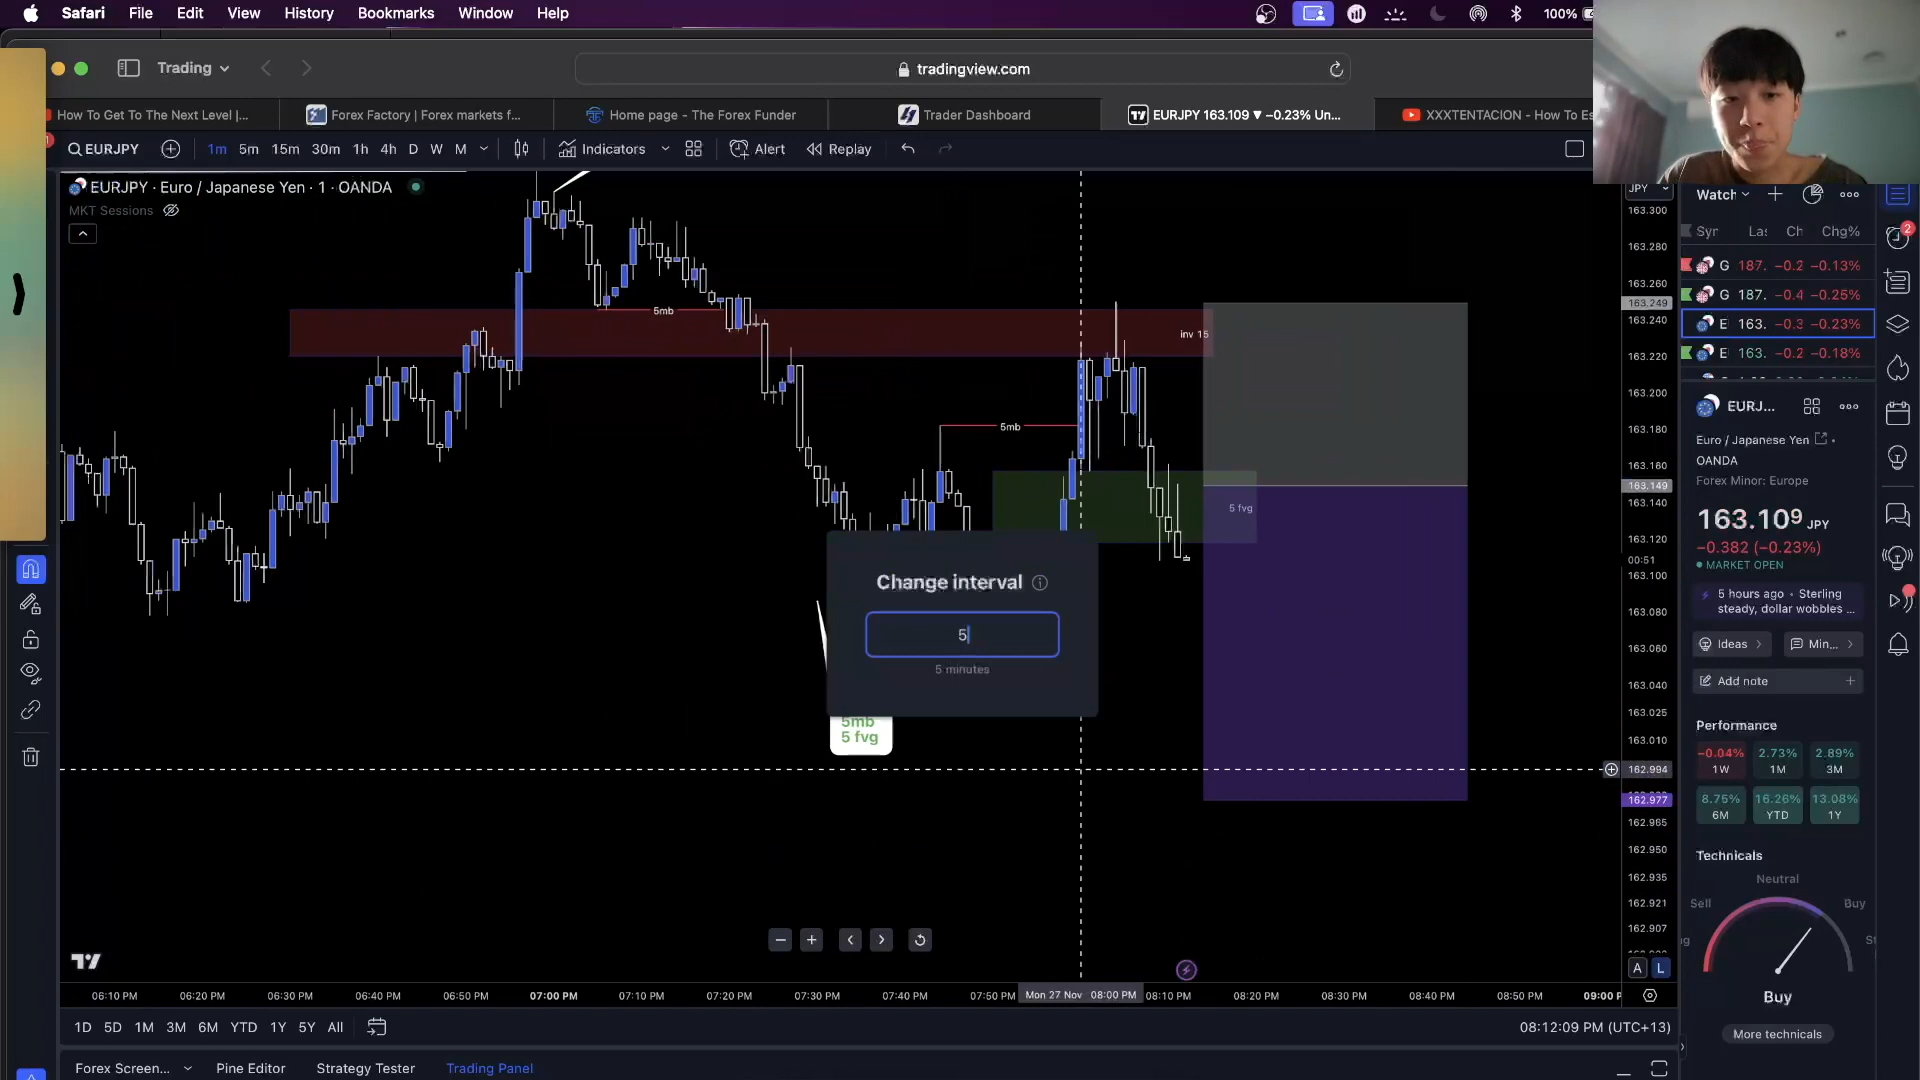 Safari File Edit View History Bookmarks Window Help 100%
Trading tradingview.com
How To Get To The Next Level |... Forex Factory | Forex markets f... Home page - The Forex Funder Trader Dashboard EURJPY 163.109 ▼ −0.23% Un... XXXTENTACION - How To Es
EURJPY 1m 5m 15m 30m 1h 4h D W M Indicators Alert Replay
EURJPY · Euro / Japanese Yen · 1 · OANDA
MKT Sessions
5mb
inv 15
5mb
5 fvg
Change interval
5
5 minutes
5mb
5 fvg
JPY
163.300
163.280
163.260
163.249
163.240
163.220
163.200
163.180
163.160
163.149
163.140
163.120
00:51
163.100
163.080
163.060
163.040
163.025
163.010
162.994
162.977
162.965
162.950
162.935
162.921
162.907
A L
06:10 PM 06:20 PM 06:30 PM 06:40 PM 06:50 PM 07:00 PM 07:10 PM 07:20 PM 07:30 PM 07:40 PM 07:50 PM Mon 27 Nov 08:00 PM 08:10 PM 08:20 PM 08:30 PM 08:40 PM 08:50 PM 09:00 P
1D 5D 1M 3M 6M YTD 1Y 5Y All 08:12:09 PM (UTC+13)
Forex Screen... Pine Editor Strategy Tester Trading Panel
Watch
Syn Las Ch Chg%
G 187. −0.2 −0.13%
G 187. −0.4 −0.25%
E 163. −0.3 −0.23%
E 163. −0.2 −0.18%
2
EURJ...
Euro / Japanese Yen
OANDA
Forex Minor: Europe
163.109 JPY
−0.382 (−0.23%)
MARKET OPEN
5 hours ago · Sterling
steady, dollar wobbles ...
Ideas Min...
Add note
Performance
−0.04% 2.73% 2.89%
1W 1M 3M
8.75% 16.26% 13.08%
6M YTD 1Y
Technicals
Neutral
Sell Buy
Buy
More technicals